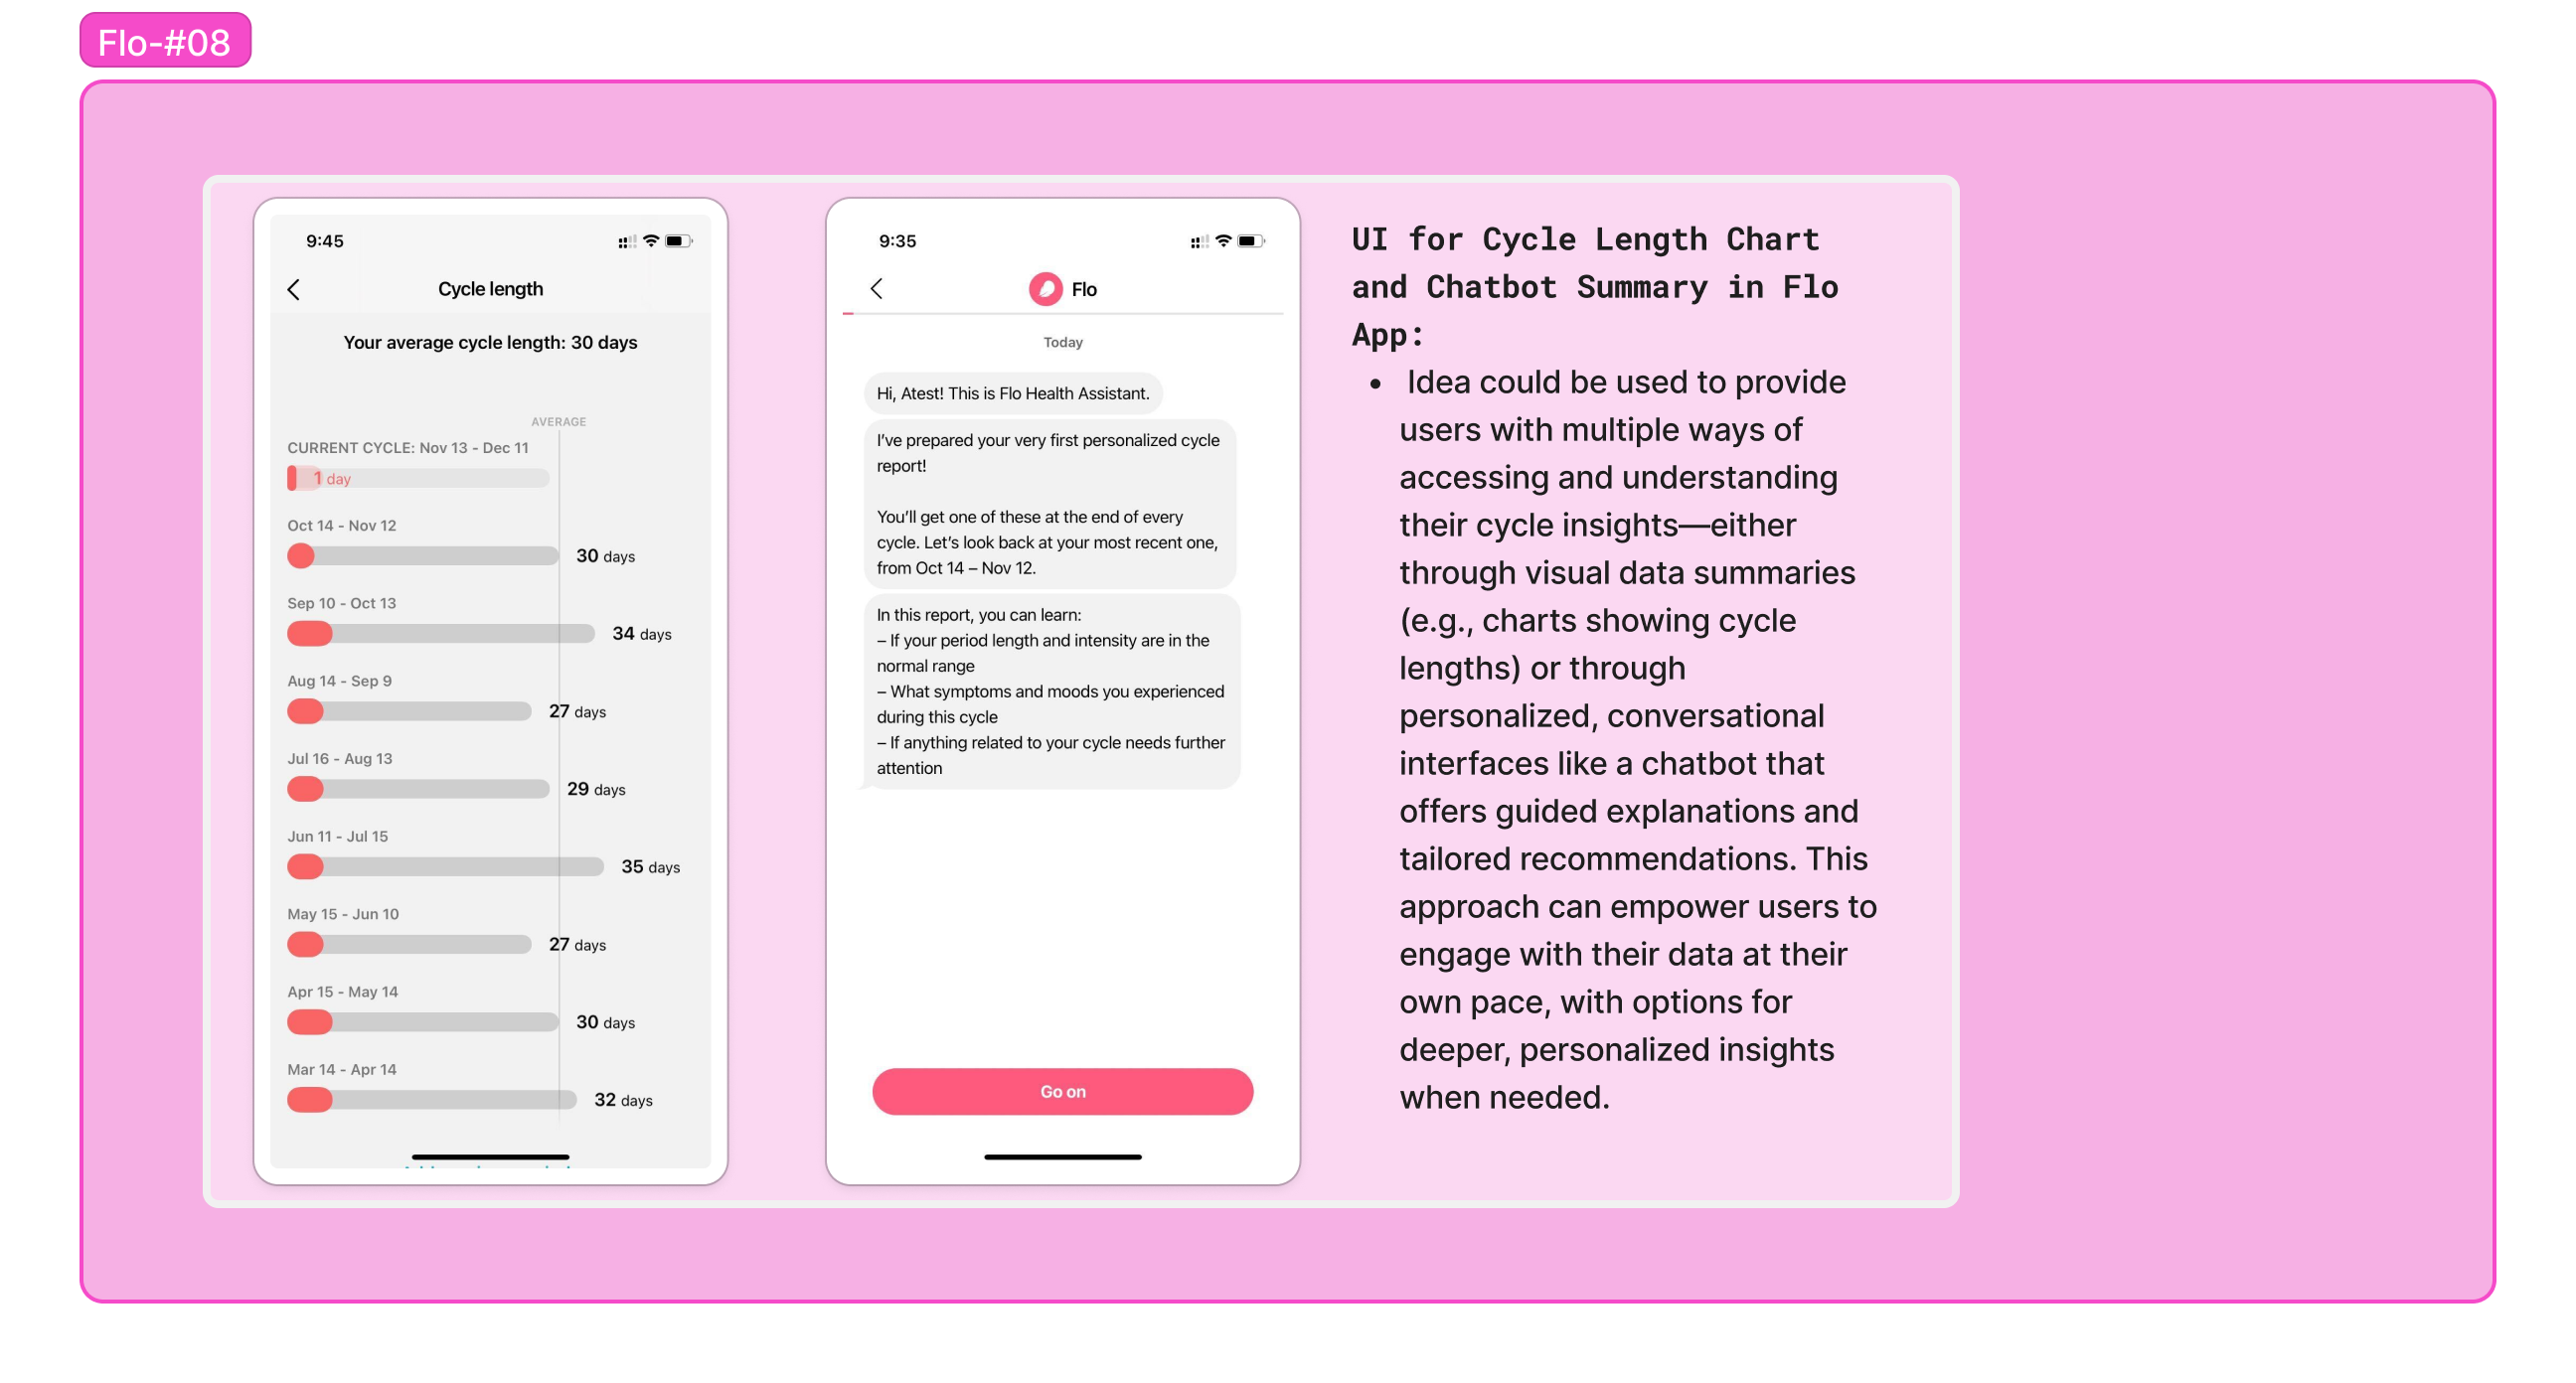 Flo-#08
9:45
Cycle length
Your average cycle length: 30 days
AVERAGE
CURRENT CYCLE: Nov 13 - Dec 11
1 day
Oct 14 - Nov 12
30 days
Sep 10 - Oct 13
34 days
Aug 14 - Sep 9
27 days
Jul 16 - Aug 13
29 days
Jun 11 - Jul 15
35 days
May 15 - Jun 10
27 days
Apr 15 - May 14
30 days
Mar 14 - Apr 14
32 days
9:35
Flo
Today
Hi, Atest! This is Flo Health Assistant.
I’ve prepared your very first personalized cycle
report!
You’ll get one of these at the end of every
cycle. Let’s look back at your most recent one,
from Oct 14 – Nov 12.
In this report, you can learn:
– If your period length and intensity are in the
normal range
– What symptoms and moods you experienced
during this cycle
– If anything related to your cycle needs further
attention
Go on
UI for Cycle Length Chart
and Chatbot Summary in Flo
App:
• Idea could be used to provide
users with multiple ways of
accessing and understanding
their cycle insights—either
through visual data summaries
(e.g., charts showing cycle
lengths) or through
personalized, conversational
interfaces like a chatbot that
offers guided explanations and
tailored recommendations. This
approach can empower users to
engage with their data at their
own pace, with options for
deeper, personalized insights
when needed.